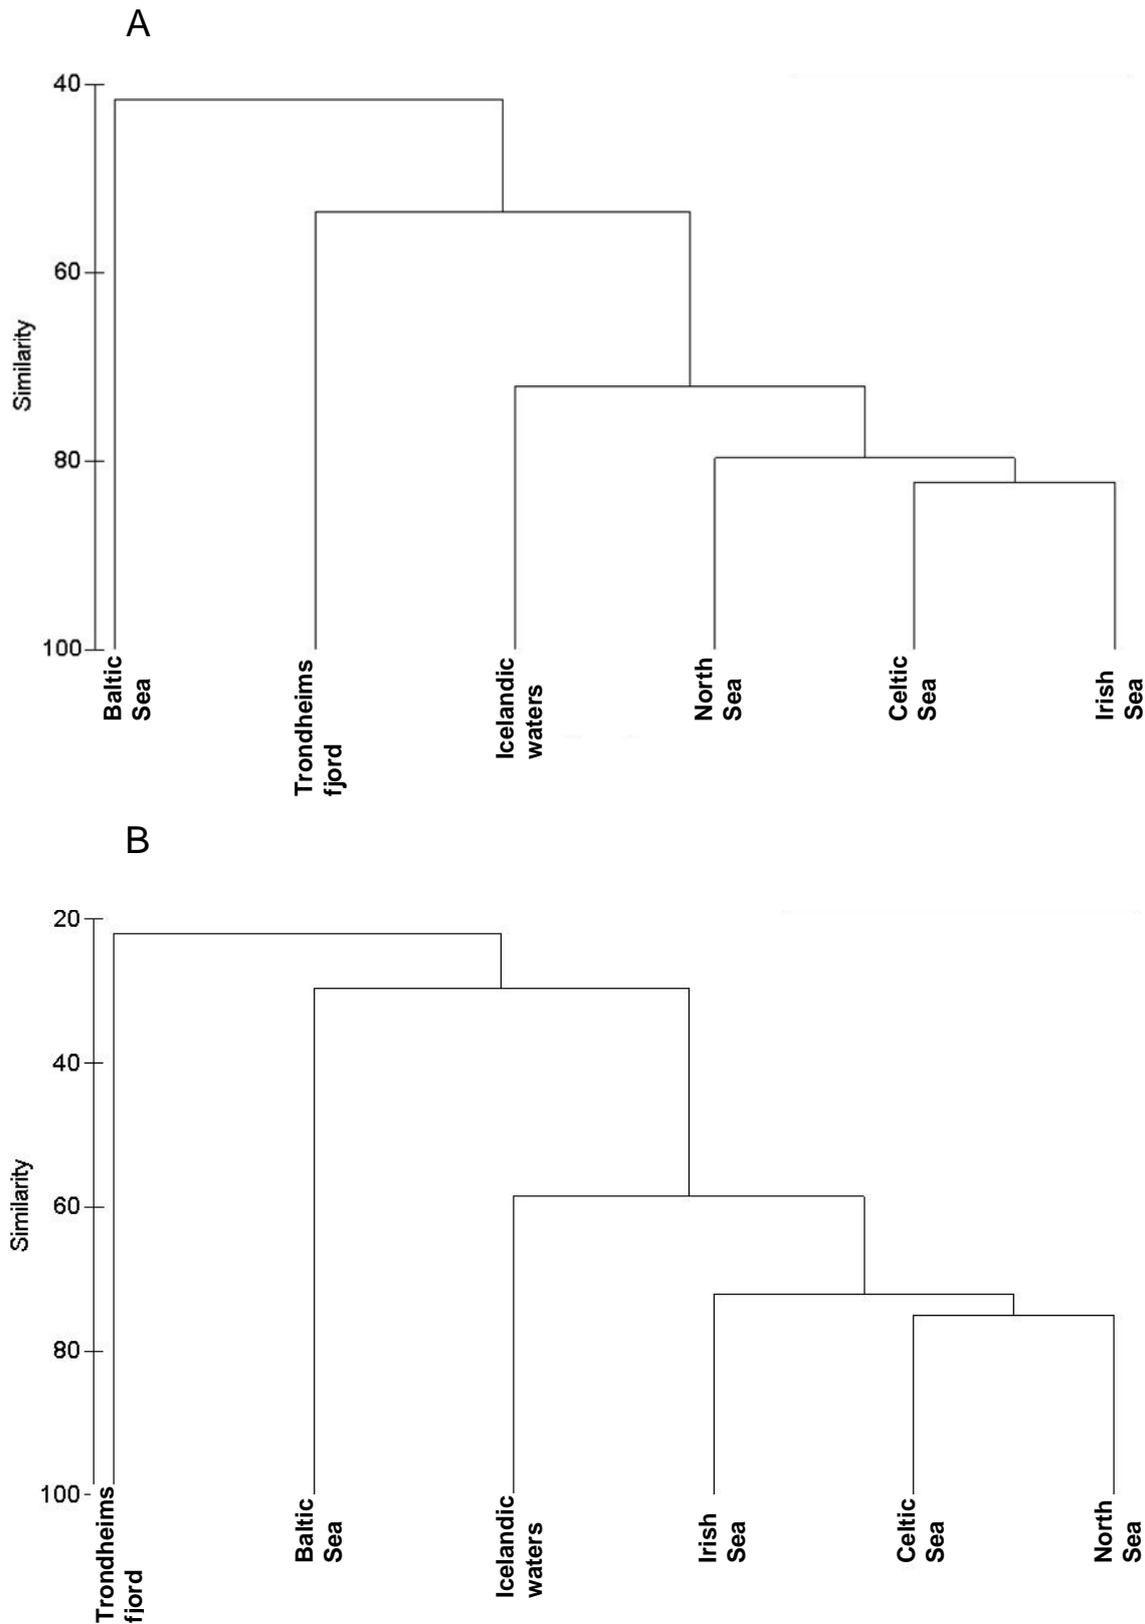 A
40
60
80
100
Similarity
Baltic
Sea
Trondheims
fjord
Icelandic
waters
North
Sea
Celtic
Sea
Irish
Sea
B
20
40
60
80
100
Similarity
Trondheims
fjord
Baltic
Sea
Icelandic
waters
Irish
Sea
Celtic
Sea
North
Sea